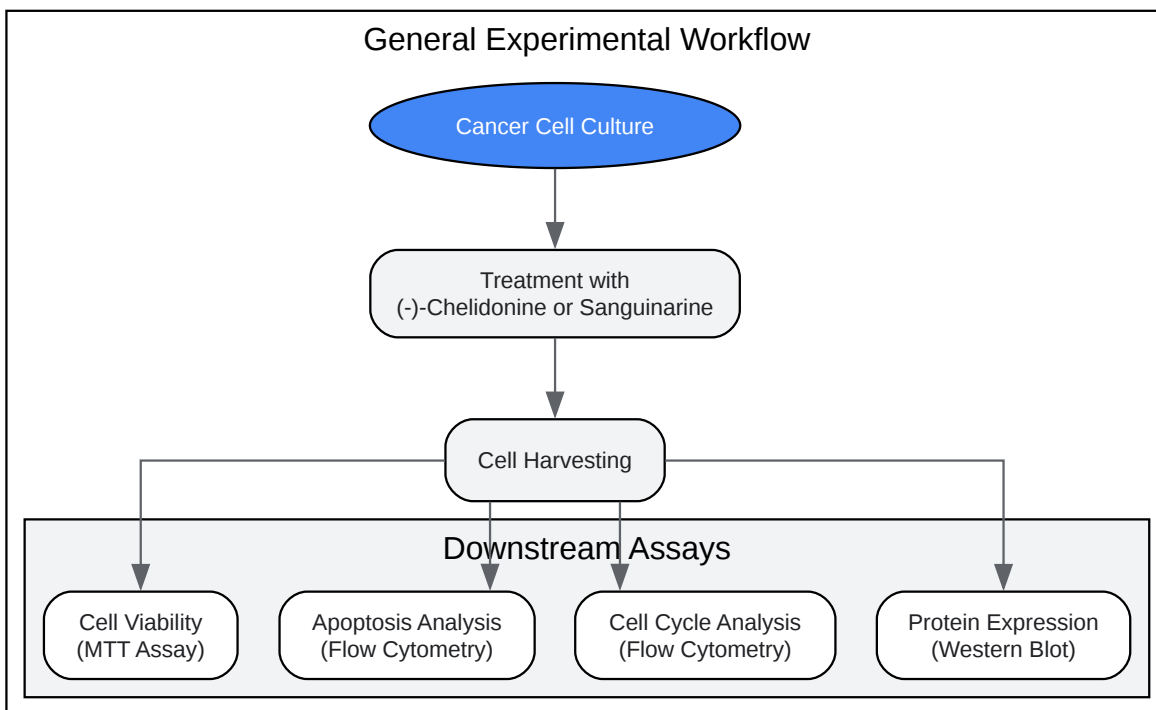 General Experimental Workflow
Cancer Cell Culture
Treatment with
(-)-Chelidonine or Sanguinarine
Cell Harvesting
Downstream Assays
Cell Viability
(MTT Assay)
Apoptosis Analysis
(Flow Cytometry)
Cell Cycle Analysis
(Flow Cytometry)
Protein Expression
(Western Blot)